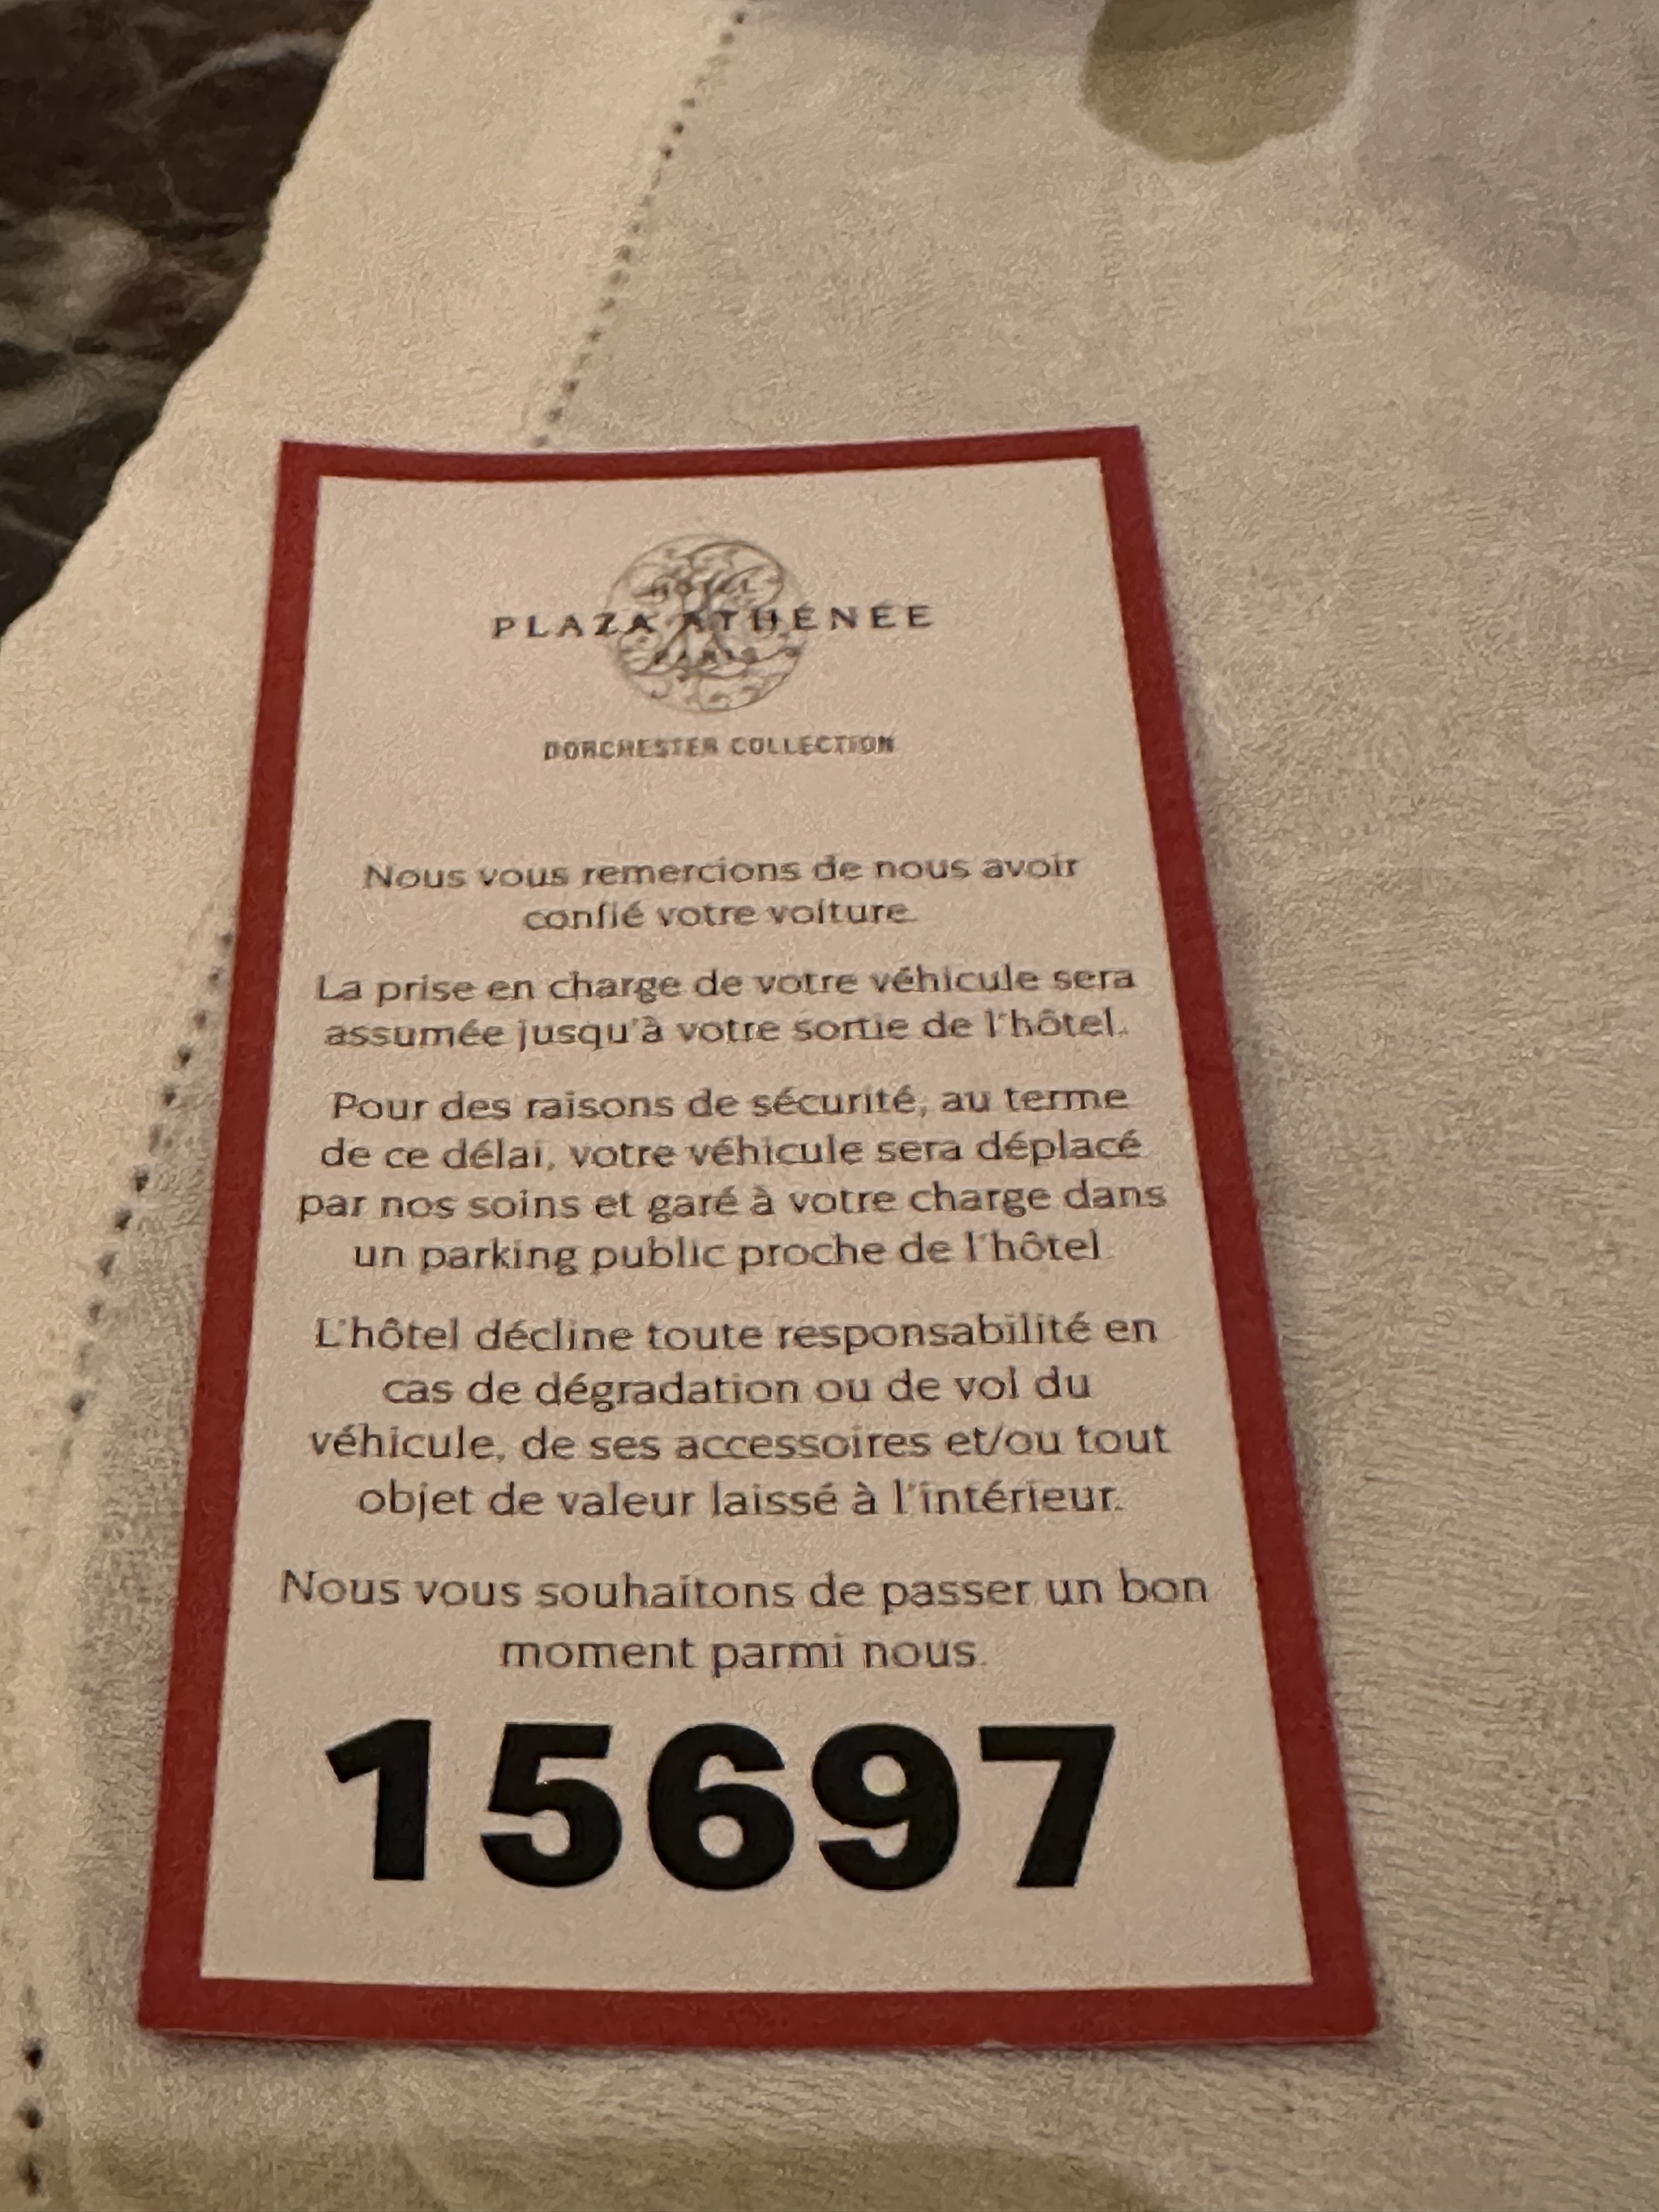 HOTEL
PLAZA ATHÉNÉE
PARIS
DORCHESTER COLLECTION
Nous vous remercions de nous avoir
confié votre voiture.
La prise en charge de votre véhicule sera
assumée jusqu'à votre sortie de l'hôtel.
Pour des raisons de sécurité, au terme
de ce délai, votre véhicule sera déplacé
par nos soins et garé à votre charge dans
un parking public proche de l'hôtel
L'hôtel décline toute responsabilité en
cas de dégradation ou de vol du
véhicule, de ses accessoires et/ou tout
objet de valeur laissé à l'intérieur.
Nous vous souhaitons de passer un bon
moment parmi nous.
15697